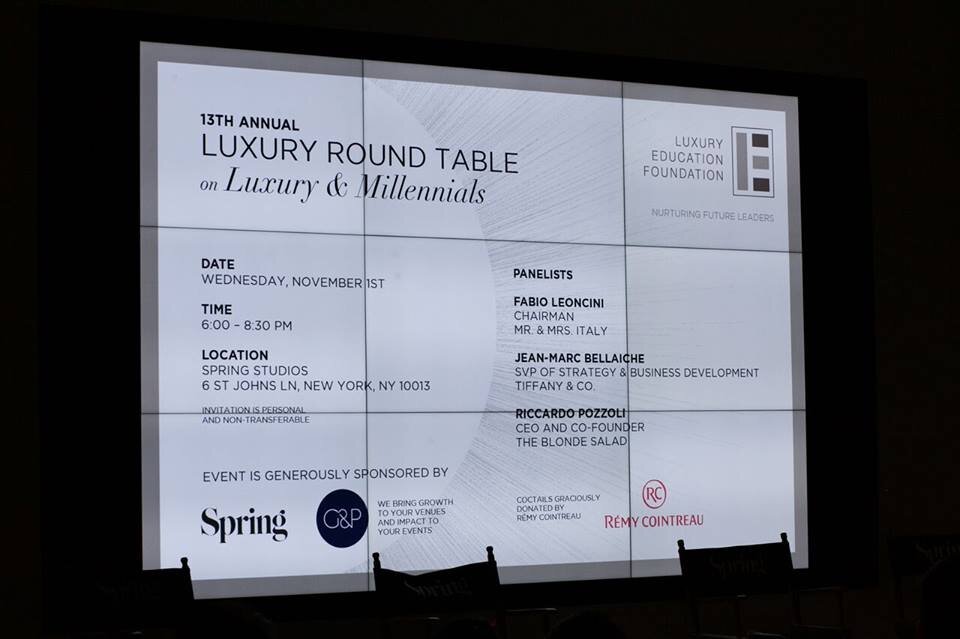 13TH ANNUAL
LUXURY ROUND TABLE
on Luxury & Millennials
LUXURY
EDUCATION
FOUNDATION
NURTURING FUTURE LEADERS
DATE
WEDNESDAY, NOVEMBER 1ST
TIME
6:00 – 8:30 PM
LOCATION
SPRING STUDIOS
6 ST JOHNS LN, NEW YORK, NY 10013
INVITATION IS PERSONAL
AND NON-TRANSFERABLE
PANELISTS
FABIO LEONCINI
CHAIRMAN
MR. & MRS. ITALY
JEAN-MARC BELLAICHE
SVP OF STRATEGY & BUSINESS DEVELOPMENT
TIFFANY & CO.
RICCARDO POZZOLI
CEO AND CO-FOUNDER
THE BLONDE SALAD
EVENT IS GENEROUSLY SPONSORED BY
Spring
G&P
WE BRING GROWTH
TO YOUR VENUES
AND IMPACT TO
YOUR EVENTS
COCTAILS GRACIOUSLY
DONATED BY
RÉMY COINTREAU
RC
RÉMY COINTREAU
Spring
Spring
Spring
Spring